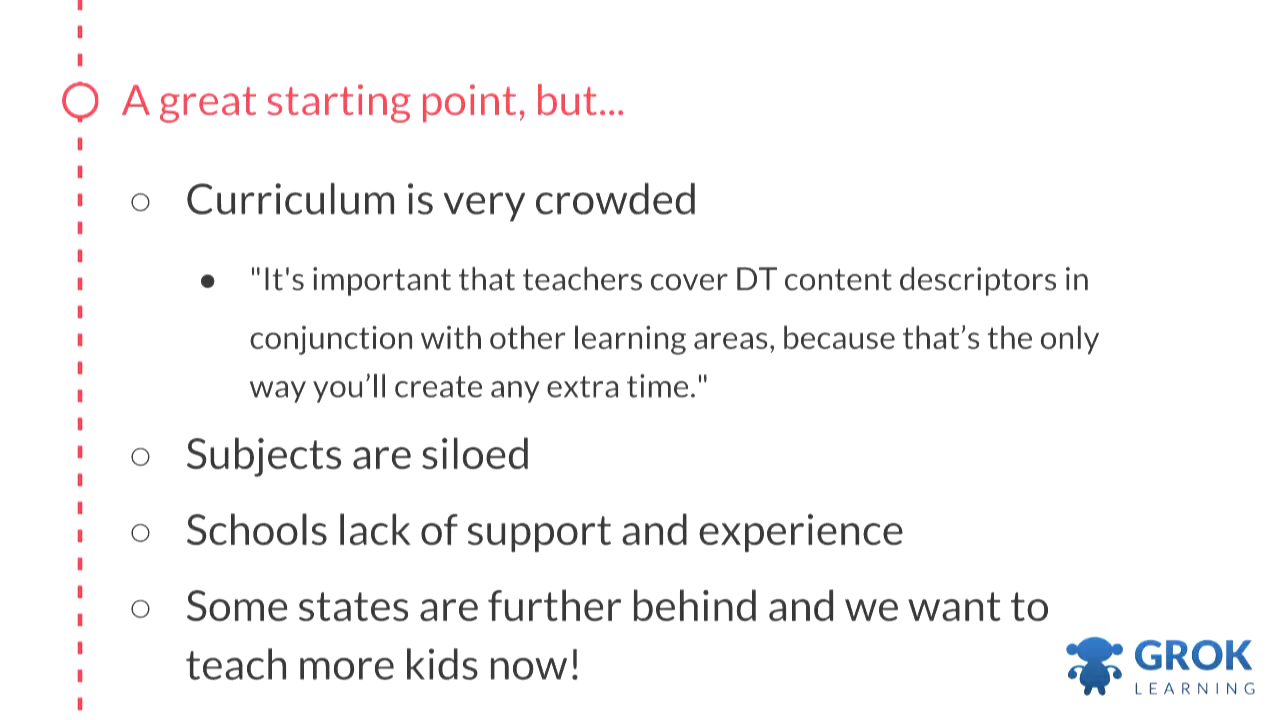 A great starting point, but...
○ Curriculum is very crowded
● "It's important that teachers cover DT content descriptors in
conjunction with other learning areas, because that’s the only
way you’ll create any extra time."
○ Subjects are siloed
○ Schools lack of support and experience
○ Some states are further behind and we want to
teach more kids now!
GROK
LEARNING